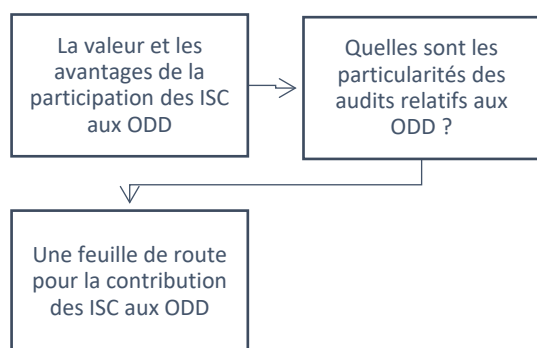 La valeur et les
avantages de la
participation des ISC
aux ODD
Quelles sont les
particularités des
audits relatifs aux
ODD ?
Une feuille de route
pour la contribution
des ISC aux ODD